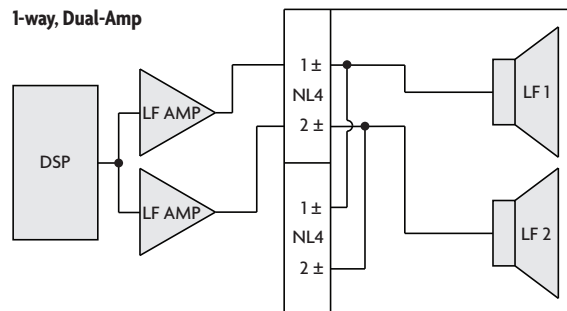 1-way, Dual-Amp
DSP
LF AMP
LF AMP
1 ±
NL4
2 ±
1 ±
NL4
2 ±
LF 1
LF 2